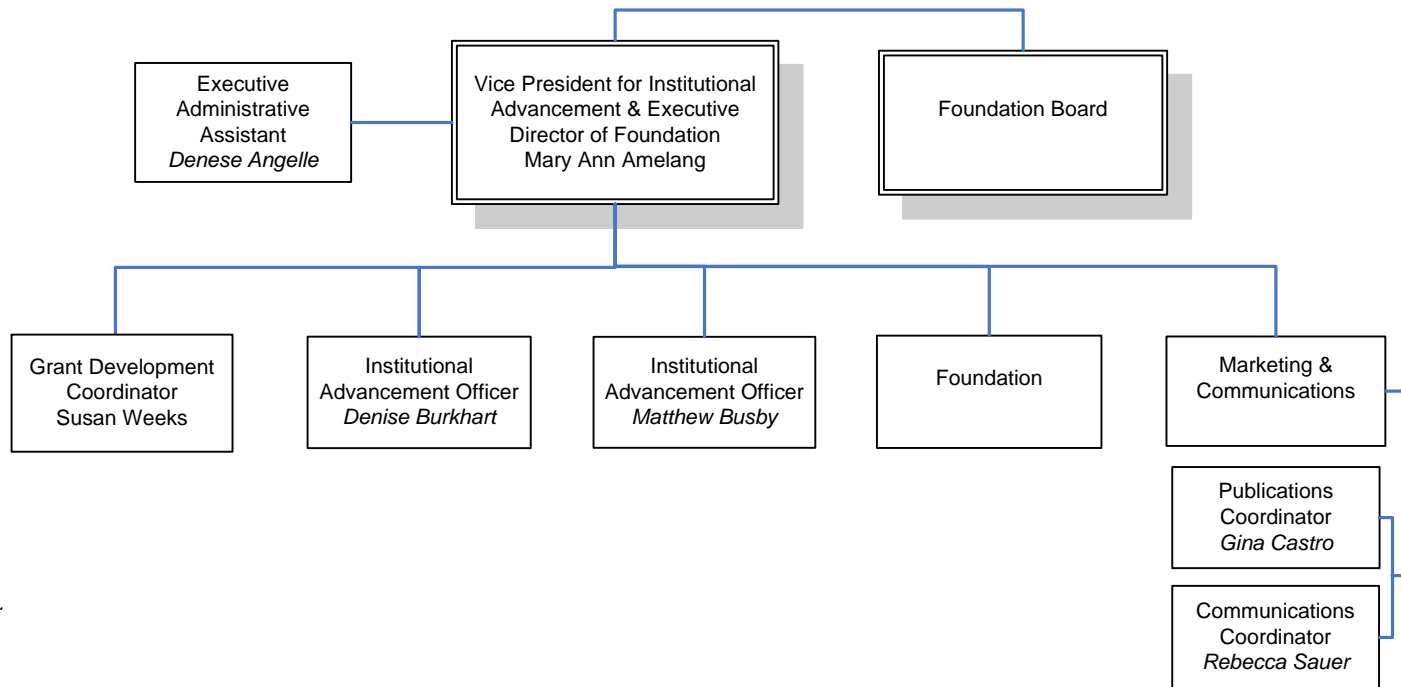 Executive
Administrative
Assistant
Denese Angelle
Vice President for Institutional
Advancement & Executive
Director of Foundation
Mary Ann Amelang
Foundation Board
Grant Development
Coordinator
Susan Weeks
Institutional
Advancement Officer
Denise Burkhart
Institutional
Advancement Officer
Matthew Busby
Foundation
Marketing &
Communications
Publications
Coordinator
Gina Castro
Communications
Coordinator
Rebecca Sauer